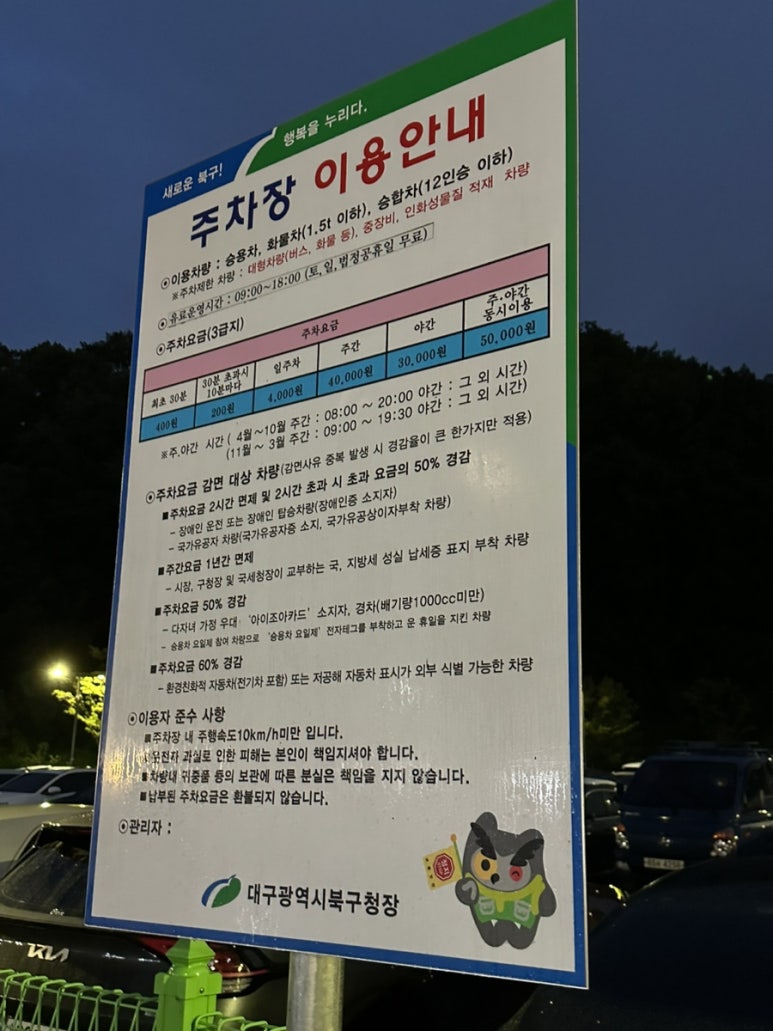 새로운 북구!
행복을 누리다.
주차장 이용안내
⊙이용차량 : 승용차, 화물차(1.5t 이하), 승합차(12인승 이하)
※주차제한 차량 : 대형차량(버스, 화물 등), 중장비, 인화성물질 적재 차량
⊙유료운영시간 : 09:00~18:00 (토,일,법정공휴일 무료)
⊙주차요금(3급지)
주차요금
최초 30분 30분 초과시 10분마다 일주차 주간 야간 주·야간 동시이용
400원 200원 4,000원 40,000원 30,000원 50,000원
※주.야간 시간 ( 4월~10월 주간 : 08:00 ~ 20:00 야간 : 그 외 시간)
(11월~ 3월 주간 : 09:00 ~ 19:30 야간 : 그 외 시간)
⊙주차요금 감면 대상 차량(감면사유 중복 발생 시 경감율이 큰 한가지만 적용)
■주차요금 2시간 면제 및 2시간 초과 시 초과 요금의 50% 경감
- 장애인 운전 또는 장애인 탑승차량(장애인증 소지자)
- 국가유공자 차량(국가유공자증 소지, 국가유공상이자부착 차량)
■주간요금 1년간 면제
- 시장, 구청장 및 국세청장이 교부하는 국, 지방세 성실 납세증 표지 부착 차량
■주차요금 50% 경감
- 다자녀 가정 우대 '아이조아카드' 소지자, 경차(배기량1000cc미만)
- 승용차 요일제 참여 차량으로 '승용차 요일제' 전자테그를 부착하고 운 휴일을 지킨 차량
■주차요금 60% 경감
- 환경친화적 자동차(전기차 포함) 또는 저공해 자동차 표시가 외부 식별 가능한 차량
⊙이용자 준수 사항
■주차장 내 주행속도10km/h미만 입니다.
■운전자 과실로 인한 피해는 본인이 책임지셔야 합니다.
■차량내 귀중품 등의 보관에 따른 분실은 책임을 지지 않습니다.
■납부된 주차요금은 환불되지 않습니다.
⊙관리자 :
정지
대구광역시북구청장
KIA